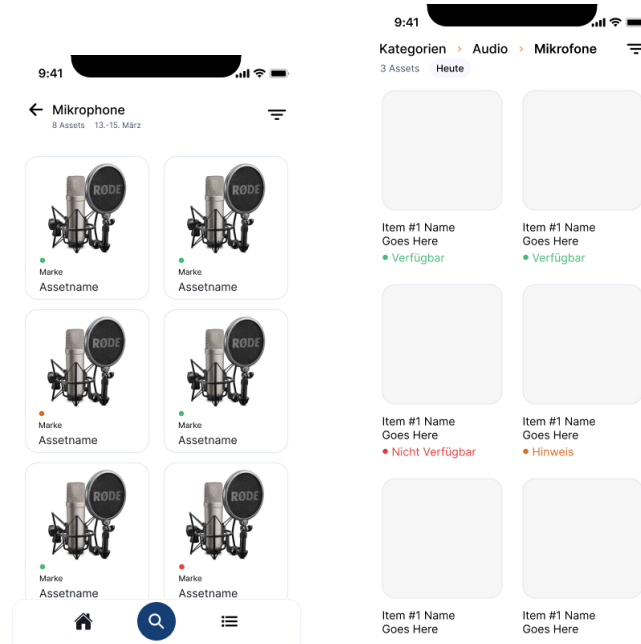 9:41
Mikrophone
8 Assets 13.-15. März
RØDE
RØDE
Marke
Assetname
Marke
Assetname
RØDE
RØDE
Marke
Assetname
Marke
Assetname
RØDE
RØDE
Marke
Assetname
Marke
Assetname
9:41
Kategorien > Audio > Mikrofone
3 Assets Heute
Item #1 Name
Goes Here
Verfügbar
Item #1 Name
Goes Here
Verfügbar
Item #1 Name
Goes Here
Nicht Verfügbar
Item #1 Name
Goes Here
Hinweis
Item #1 Name
Goes Here
Item #1 Name
Goes Here